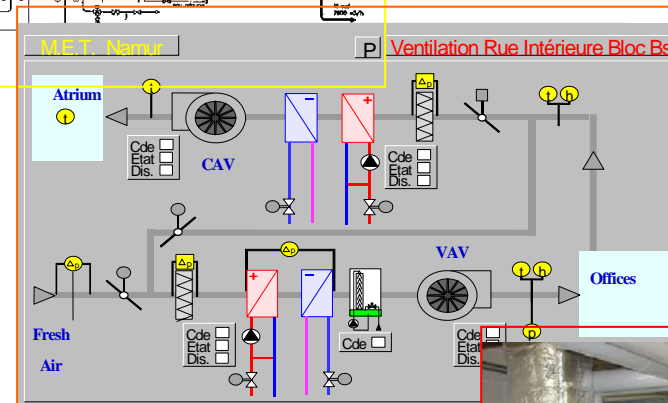 M.E.T. Namur
P
Ventilation Rue Intérieure Bloc Bs
Atrium
t
t
Δp
t h
Cde
Etat
Dis.
CAV
-
+
Cde
Etat
Dis.
Δp
Δp
Δp
VAV
t h
Offices
+
-
Fresh
Air
Cde
Etat
Dis.
Cde
Cde
Etat
Dis.
p